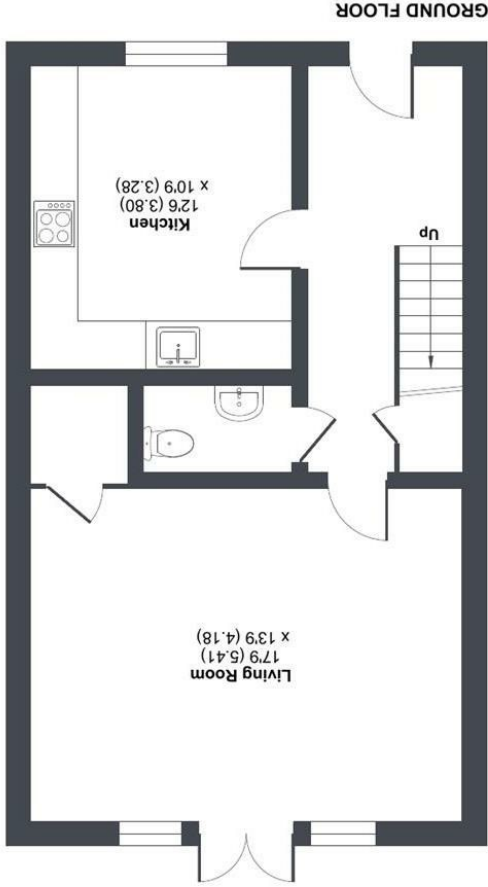 Living Room
17'9 (5.41)
x 13'9 (4.18)
Up
Kitchen
12'6 (3.80)
x 10'9 (3.28)
GROUND FLOOR